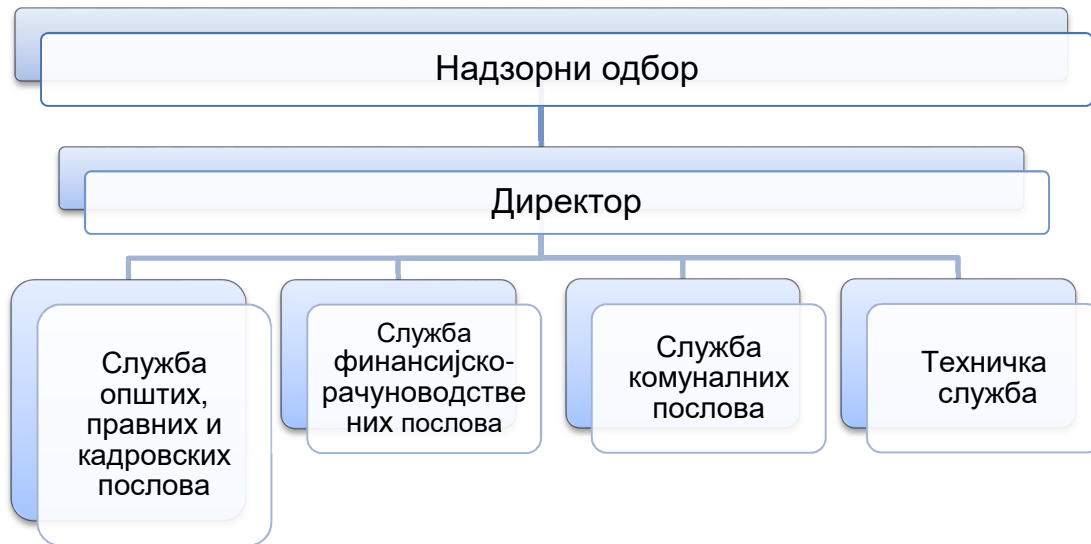 Надзорни одбор
Директор
Служба
општих,
правних и
кадровских
послова
Служба
финансијско-
рачуноводстве
них послова
Служба
комуналних
послова
Техничка
служба